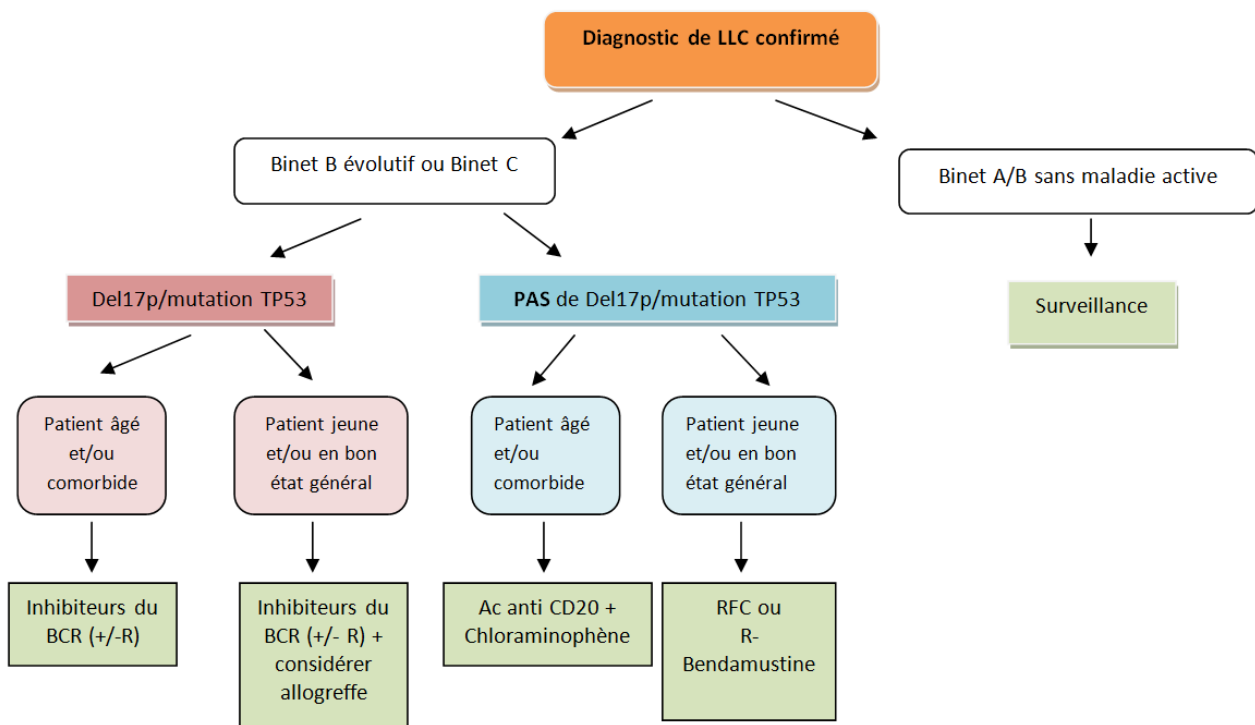 Diagnostic de LLC confirmé
Binet B évolutif ou Binet C
Binet A/B sans maladie active
Del17p/mutation TP53
PAS de Del17p/mutation TP53
Surveillance
Patient âgé
et/ou
comorbide
Patient jeune
et/ou en bon
état général
Patient âgé
et/ou
comorbide
Patient jeune
et/ou en bon
état général
Inhibiteurs du
BCR (+/-R)
Inhibiteurs du
BCR (+/- R) +
considérer
allogreffe
Ac anti CD20 +
Chloraminophène
RFC ou
R-
Bendamustine